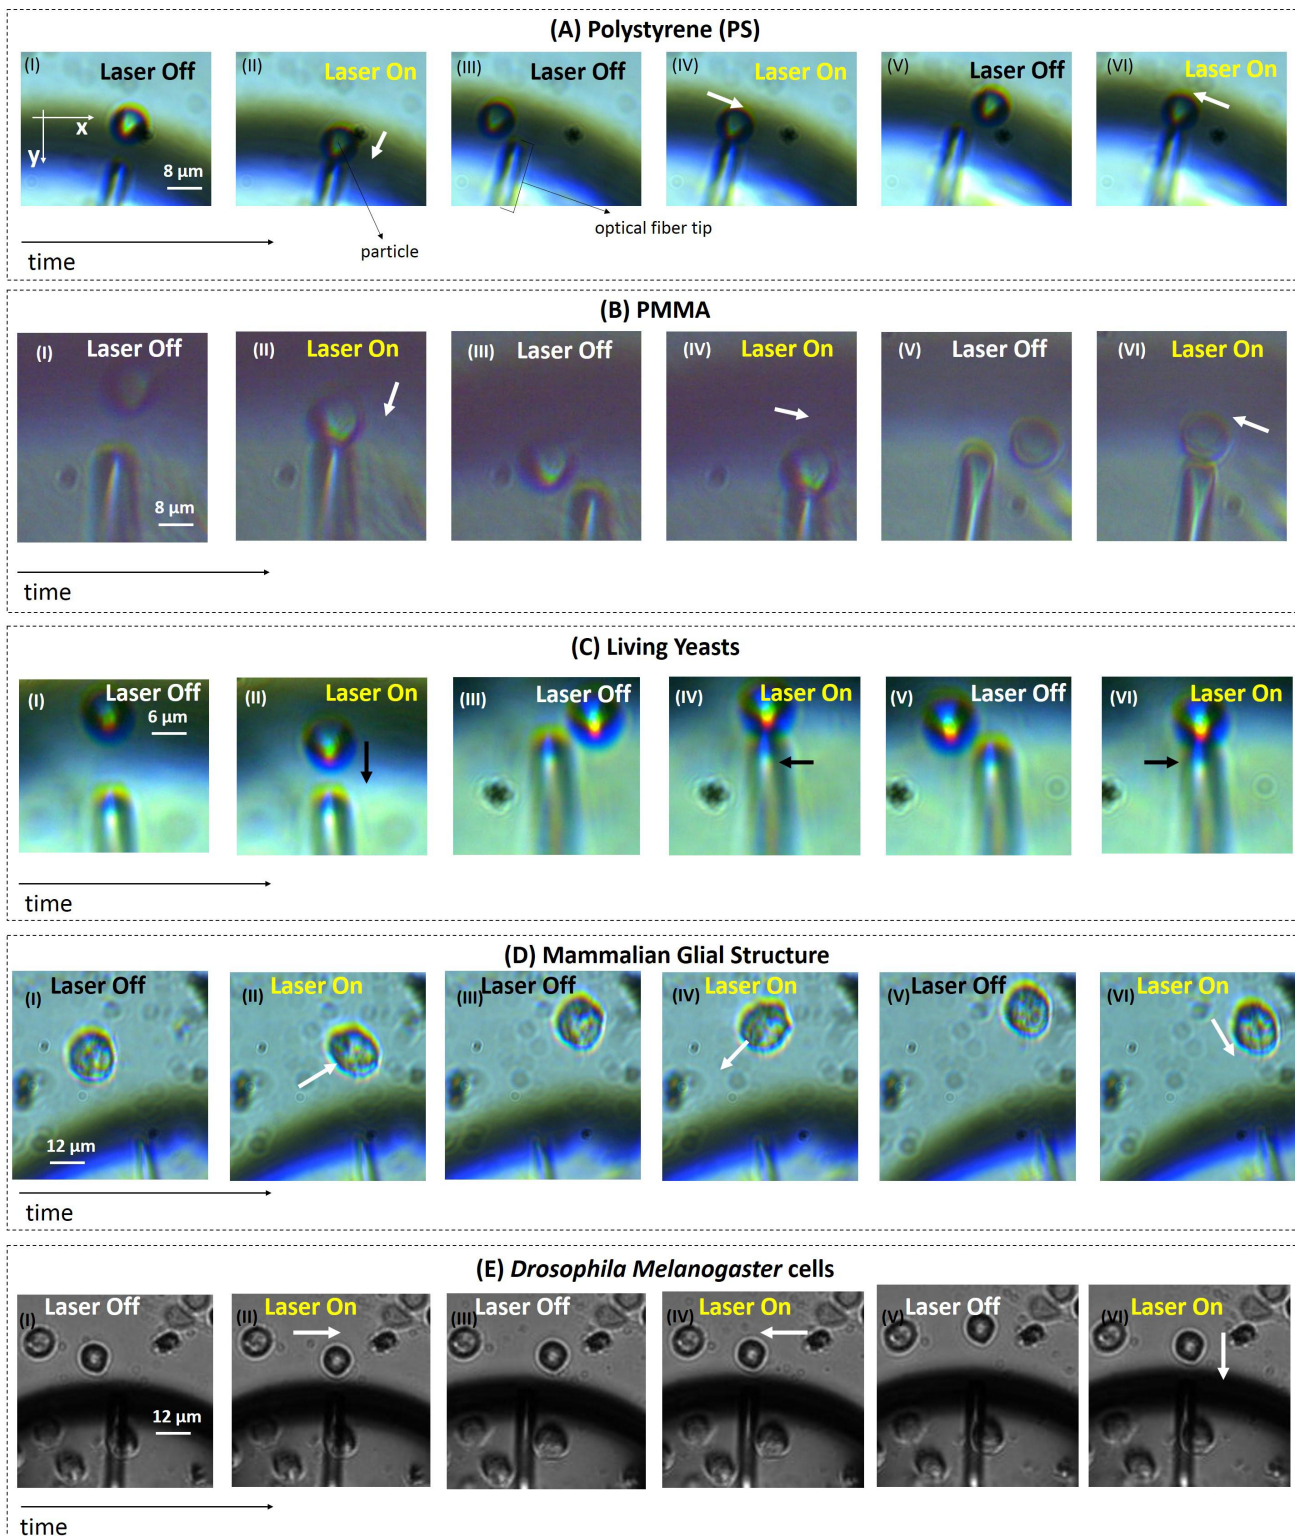 (A) Polystyrene (PS)
(I) Laser Off
(II) Laser On
(III) Laser Off
(IV) Laser On
(V) Laser Off
(VI) Laser On
x
y
8 µm
optical fiber tip
particle
time
(B) PMMA
(I) Laser Off
(II) Laser On
(III) Laser Off
(IV) Laser On
(V) Laser Off
(VI) Laser On
8 µm
time
(C) Living Yeasts
(I) Laser Off
6 µm
(II) Laser On
(III) Laser Off
(IV) Laser On
(V) Laser Off
(VI) Laser On
time
(D) Mammalian Glial Structure
(I) Laser Off
(II) Laser On
(III) Laser Off
(IV) Laser On
(V) Laser Off
(VI) Laser On
12 µm
time
(E) Drosophila Melanogaster cells
(I) Laser Off
(II) Laser On
(III) Laser Off
(IV) Laser On
(V) Laser Off
(VI) Laser On
12 µm
time